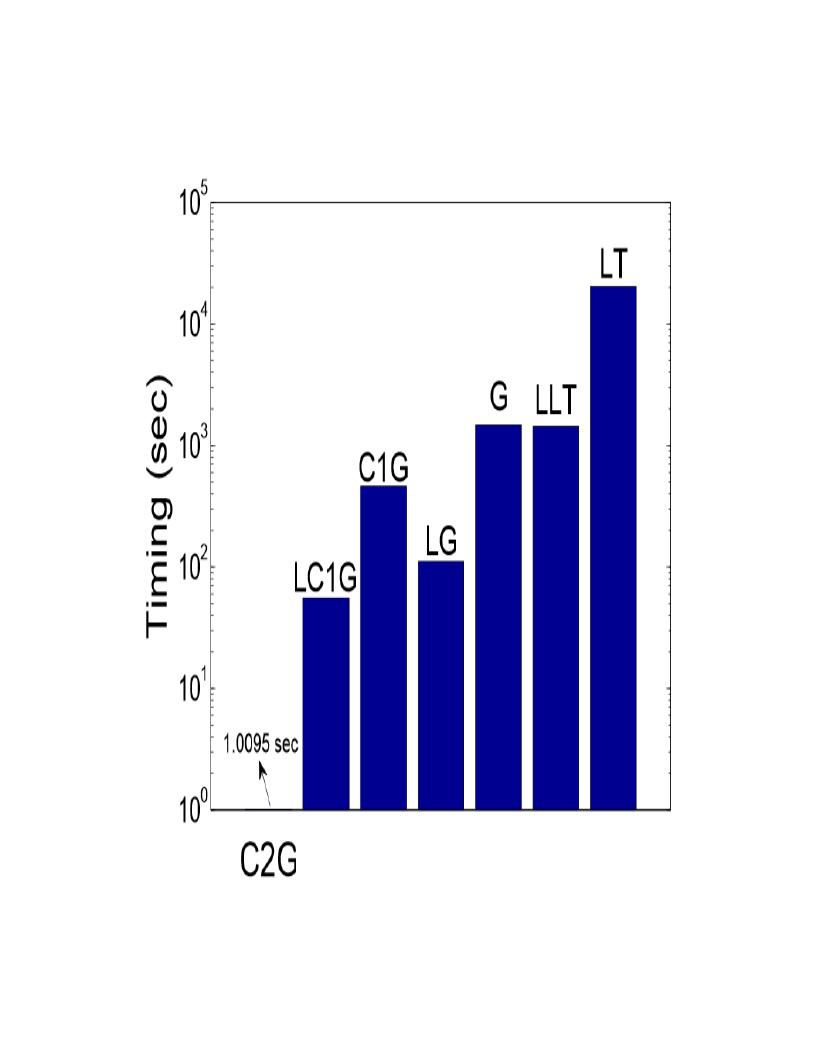 10^5
10^4
10^3
10^2
10^1
10^0
Timing (sec)
LT
G
LLT
C1G
LG
LC1G
1.0095 sec
C2G